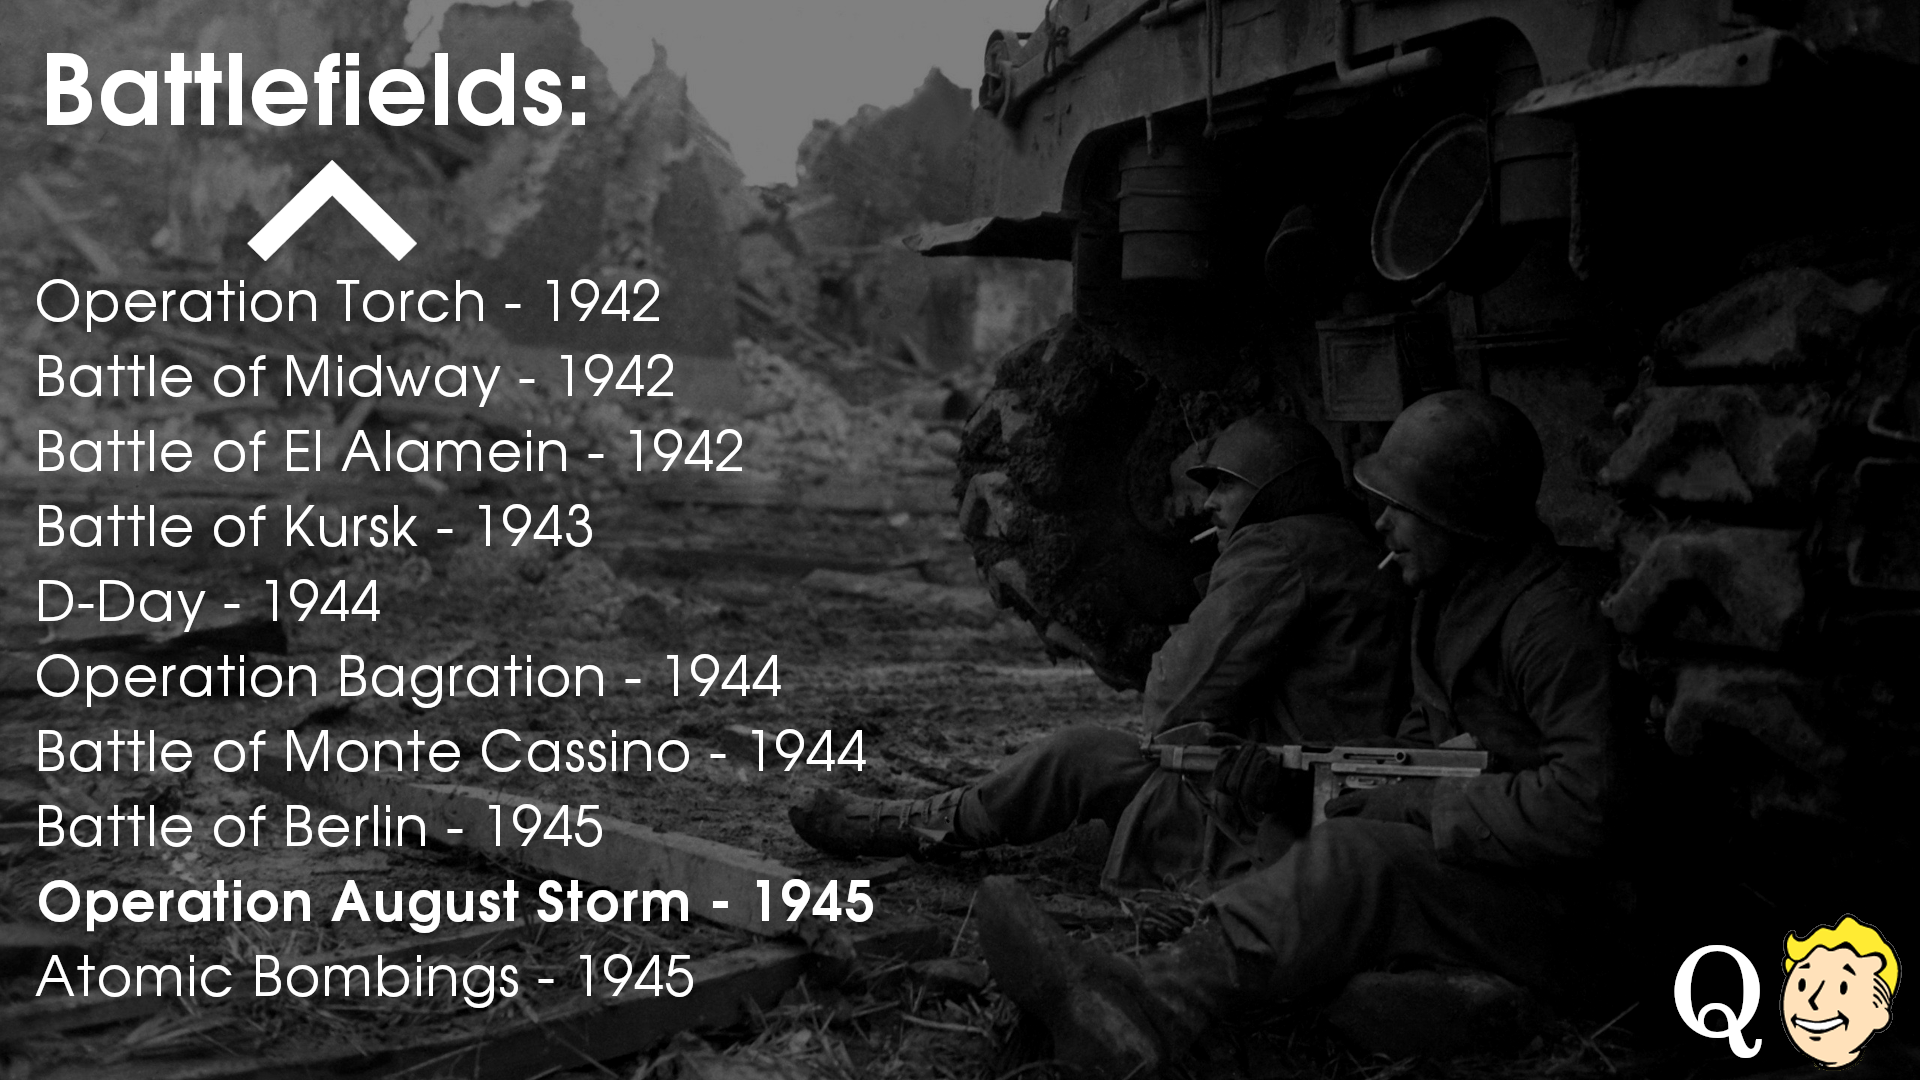 Battlefields:
Operation Torch - 1942
Battle of Midway - 1942
Battle of El Alamein - 1942
Battle of Kursk - 1943
D-Day - 1944
Operation Bagration - 1944
Battle of Monte Cassino - 1944
Battle of Berlin - 1945
Operation August Storm - 1945
Atomic Bombings - 1945
Q